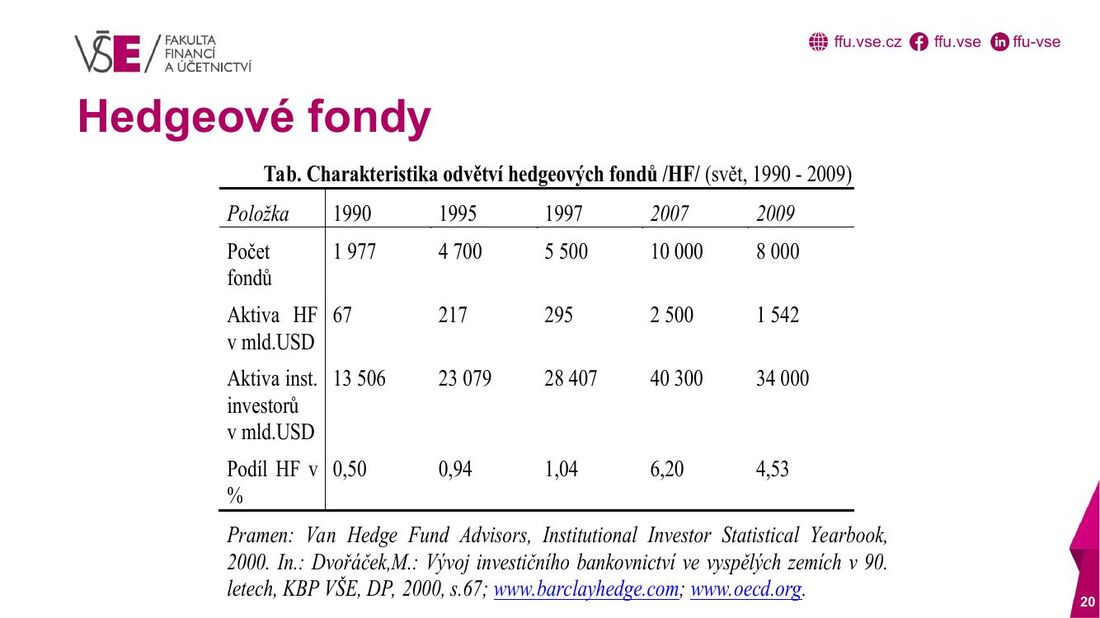 VŠE/ FAKULTA
FINANCÍ
A ÚČETNICTVÍ
ffu.vse.cz ffu.vse ffu-vse
Hedgeové fondy
Tab. Charakteristika odvětví hedgeových fondů /HF/ (svět, 1990 - 2009)
Položka 1990 1995 1997 2007 2009
Počet 1 977 4 700 5 500 10 000 8 000
fondů
Aktiva HF 67 217 295 2 500 1 542
v mld.USD
Aktiva inst. 13 506 23 079 28 407 40 300 34 000
investorů
v mld.USD
Podíl HF v 0,50 0,94 1,04 6,20 4,53
%
Pramen: Van Hedge Fund Advisors, Institutional Investor Statistical Yearbook,
2000. In.: Dvořáček,M.: Vývoj investičního bankovnictví ve vyspělých zemích v 90.
letech, KBP VŠE, DP, 2000, s.67; www.barclayhedge.com; www.oecd.org.
20